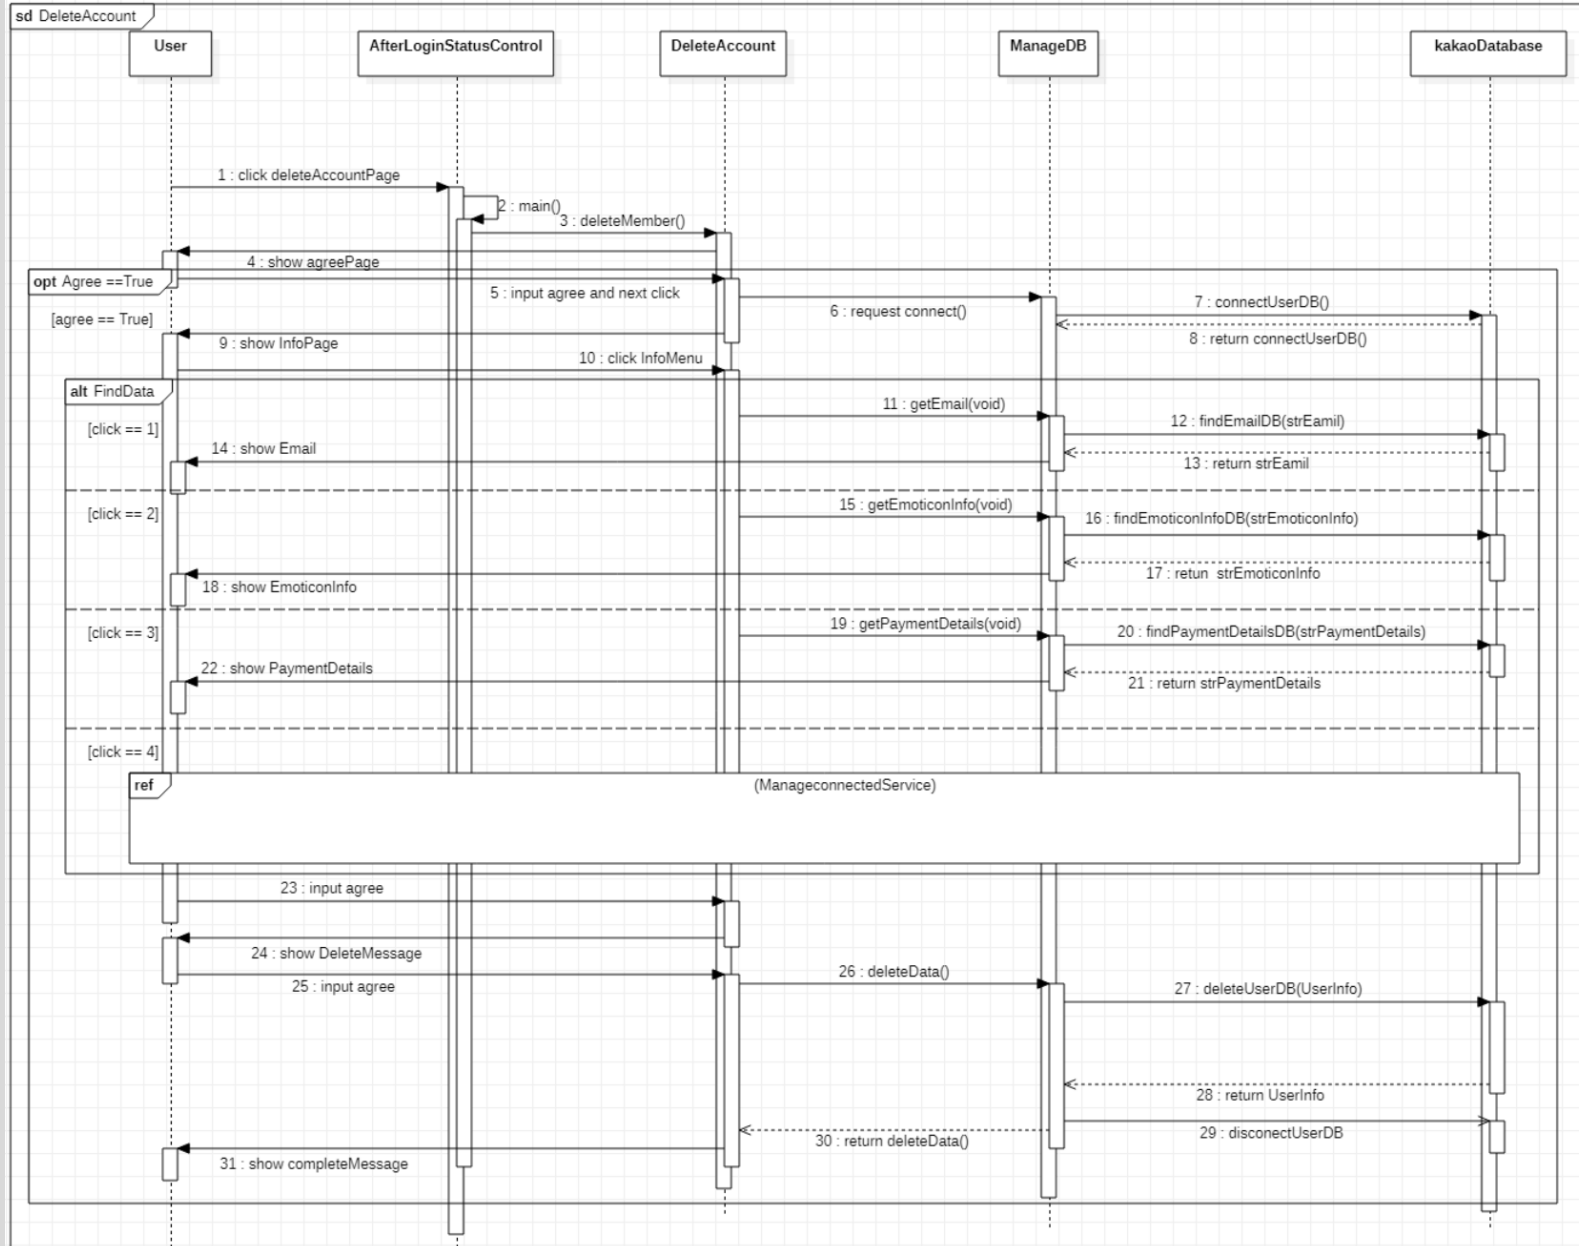 sd DeleteAccount
User
AfterLoginStatusControl
DeleteAccount
ManageDB
kakaoDatabase
1 : click deleteAccountPage
2 : main()
3 : deleteMember()
4 : show agreePage
opt Agree ==True
[agree == True]
5 : input agree and next click
6 : request connect()
7 : connectUserDB()
8 : return connectUserDB()
9 : show InfoPage
10 : click InfoMenu
alt FindData
[click == 1]
11 : getEmail(void)
12 : findEmailDB(strEamil)
13 : return strEamil
14 : show Email
[click == 2]
15 : getEmoticonInfo(void)
16 : findEmoticonInfoDB(strEmoticonInfo)
17 : retun  strEmoticonInfo
18 : show EmoticonInfo
[click == 3]
19 : getPaymentDetails(void)
20 : findPaymentDetailsDB(strPaymentDetails)
21 : return strPaymentDetails
22 : show PaymentDetails
[click == 4]
ref
(ManageconnectedService)
23 : input agree
24 : show DeleteMessage
25 : input agree
26 : deleteData()
27 : deleteUserDB(UserInfo)
28 : return UserInfo
29 : disconectUserDB
30 : return deleteData()
31 : show completeMessage